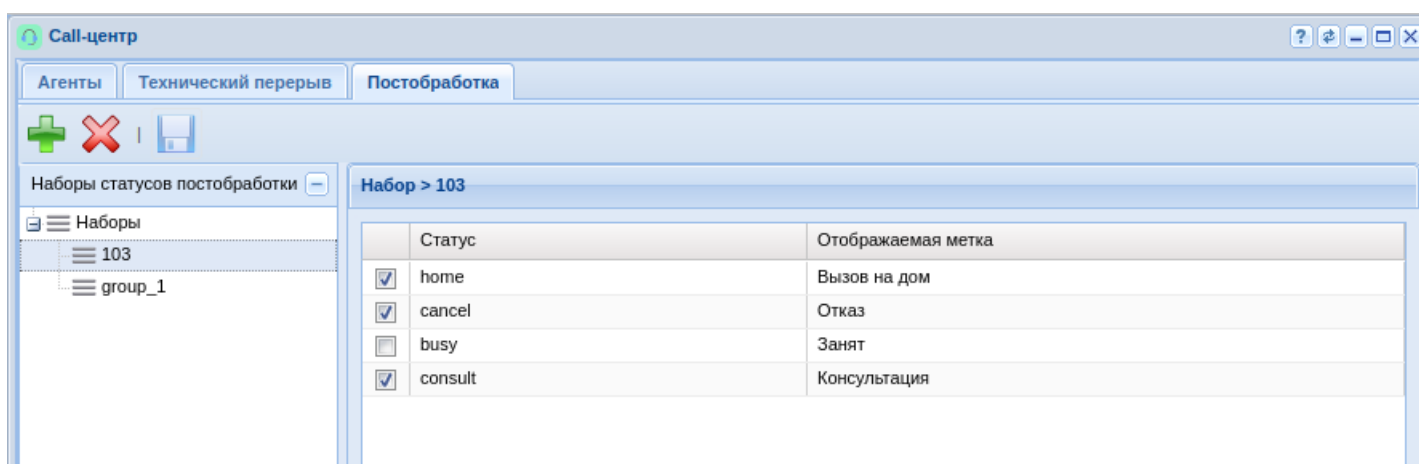 Call-центр
Агенты Технический перерыв Постобработка
Наборы статусов постобработки
Набор > 103
Наборы
103
group_1
Статус Отображаемая метка
home Вызов на дом
cancel Отказ
busy Занят
consult Консультация